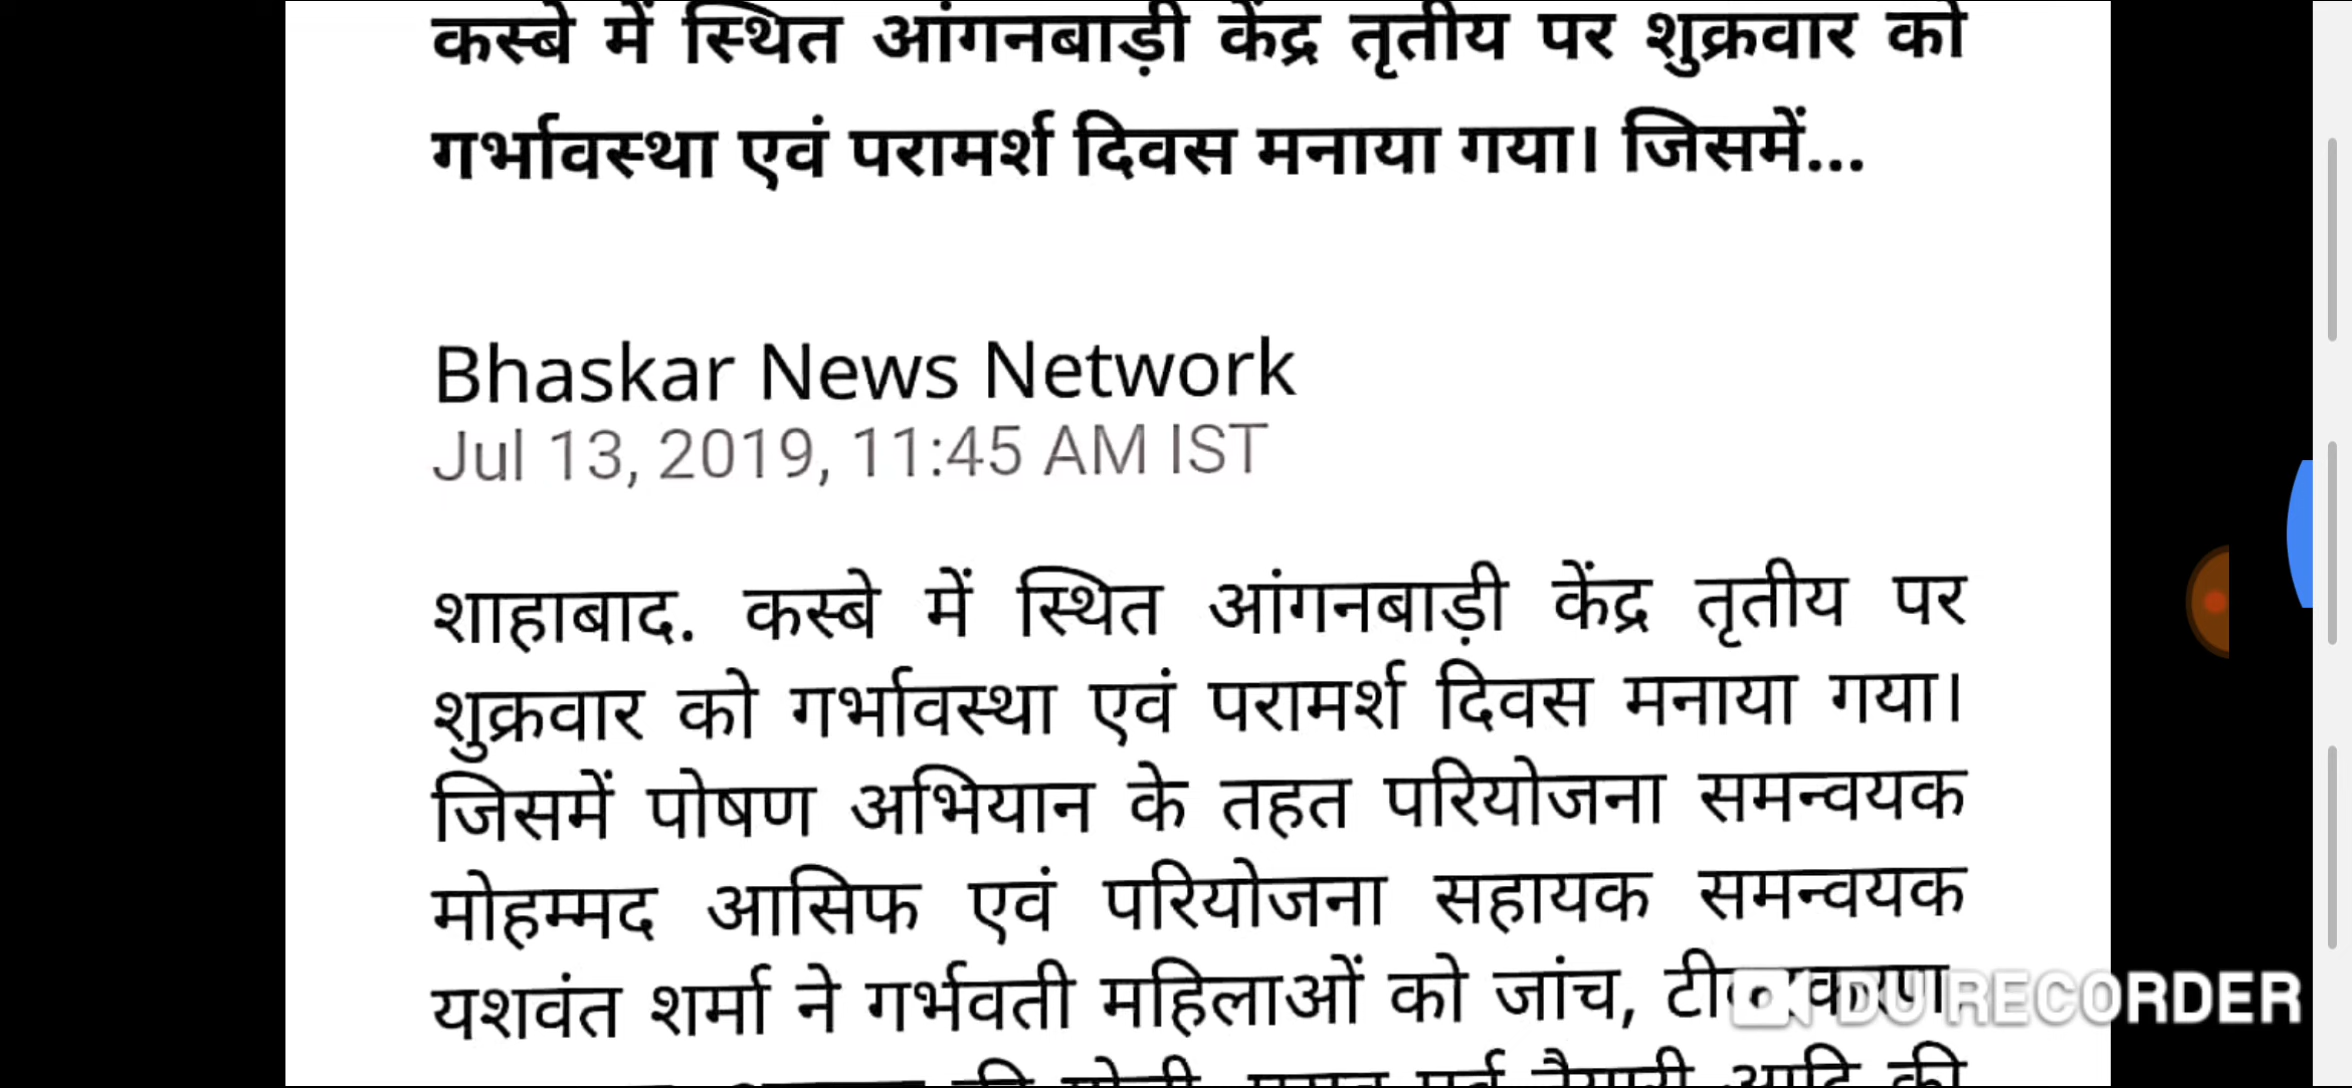 कस्बे में स्थित आंगनबाड़ी केंद्र तृतीय पर शुक्रवार को
गर्भावस्था एवं परामर्श दिवस मनाया गया। जिसमें...
Bhaskar News Network
Jul 13, 2019, 11:45 AM IST
शाहाबाद. कस्बे में स्थित आंगनबाड़ी केंद्र तृतीय पर
शुक्रवार को गर्भावस्था एवं परामर्श दिवस मनाया गया।
जिसमें पोषण अभियान के तहत परियोजना समन्वयक
मोहम्मद आसिफ एवं परियोजना सहायक समन्वयक
यशवंत शर्मा ने गर्भवती महिलाओं को जांच, टीकाकरण,
DU RECORDER